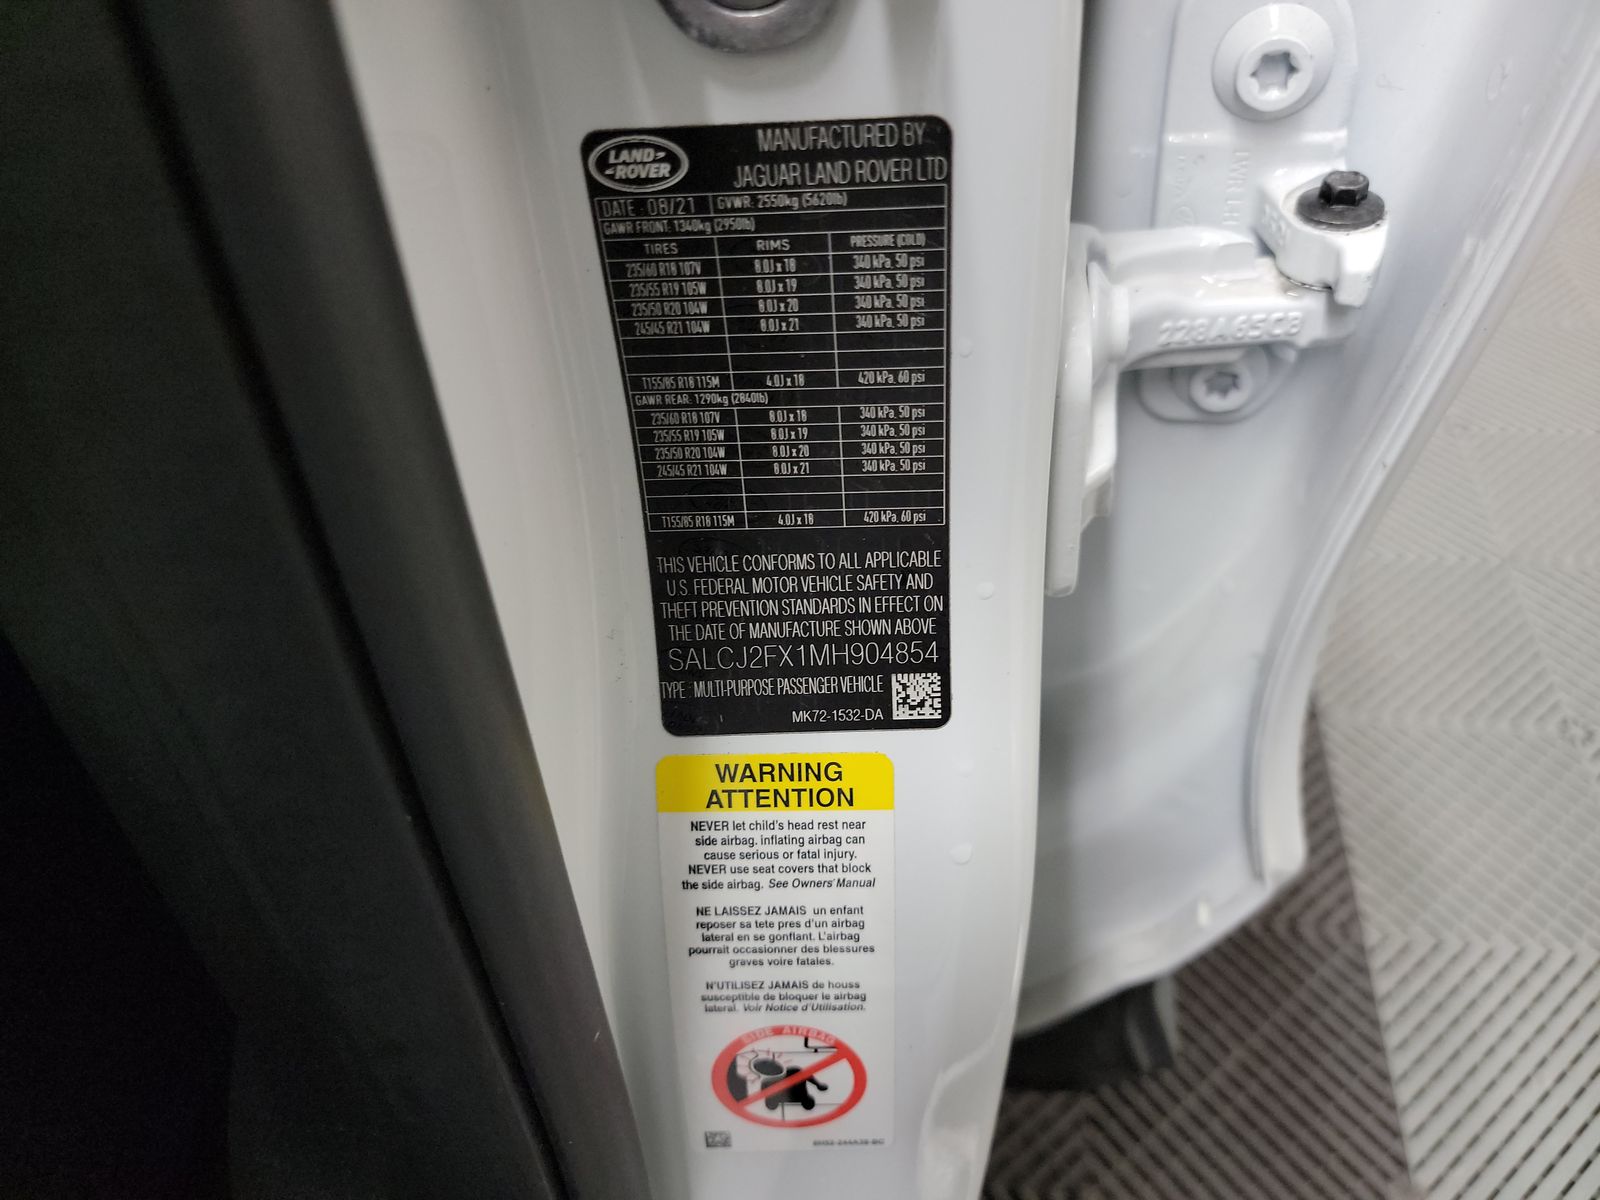 LAND-
-ROVER
MANUFACTURED BY
JAGUAR LAND ROVER LTD
DATE : 08/21 GVWR: 2550kg (5620lb)
GAWR FRONT: 1340kg (2950lb)
TIRES RIMS PRESSURE (COLD)
235/60 R18 107V 8.0J x 18 340 kPa, 50 psi
235/55 R19 105W 8.0J x 19 340 kPa, 50 psi
235/50 R20 104W 8.0J x 20 340 kPa, 50 psi
245/45 R21 104W 8.0J x 21 340 kPa, 50 psi
T155/85 R18 115M 4.0J x 18 420 kPa, 60 psi
GAWR REAR: 1290kg (2840lb)
235/60 R18 107V 8.0J x 18 340 kPa, 50 psi
235/55 R19 105W 8.0J x 19 340 kPa, 50 psi
235/50 R20 104W 8.0J x 20 340 kPa, 50 psi
245/45 R21 104W 8.0J x 21 340 kPa, 50 psi
T155/85 R18 115M 4.0J x 18 420 kPa, 60 psi
THIS VEHICLE CONFORMS TO ALL APPLICABLE
U.S. FEDERAL MOTOR VEHICLE SAFETY AND
THEFT PREVENTION STANDARDS IN EFFECT ON
THE DATE OF MANUFACTURE SHOWN ABOVE
SALCJ2FX1MH904854
TYPE : MULTI-PURPOSE PASSENGER VEHICLE
MK72-1532-DA
228A65CB
WARNING
ATTENTION
NEVER let child's head rest near
side airbag. inflating airbag can
cause serious or fatal injury.
NEVER use seat covers that block
the side airbag. See Owners' Manual
NE LAISSEZ JAMAIS un enfant
reposer sa tete pres d'un airbag
lateral en se gonflant. L'airbag
pourrait occasionner des blessures
graves voire fatales.
N'UTILISEZ JAMAIS de houss
susceptible de bloquer le airbag
lateral. Voir Notice d'Utilisation.
SIDE AIRBAG